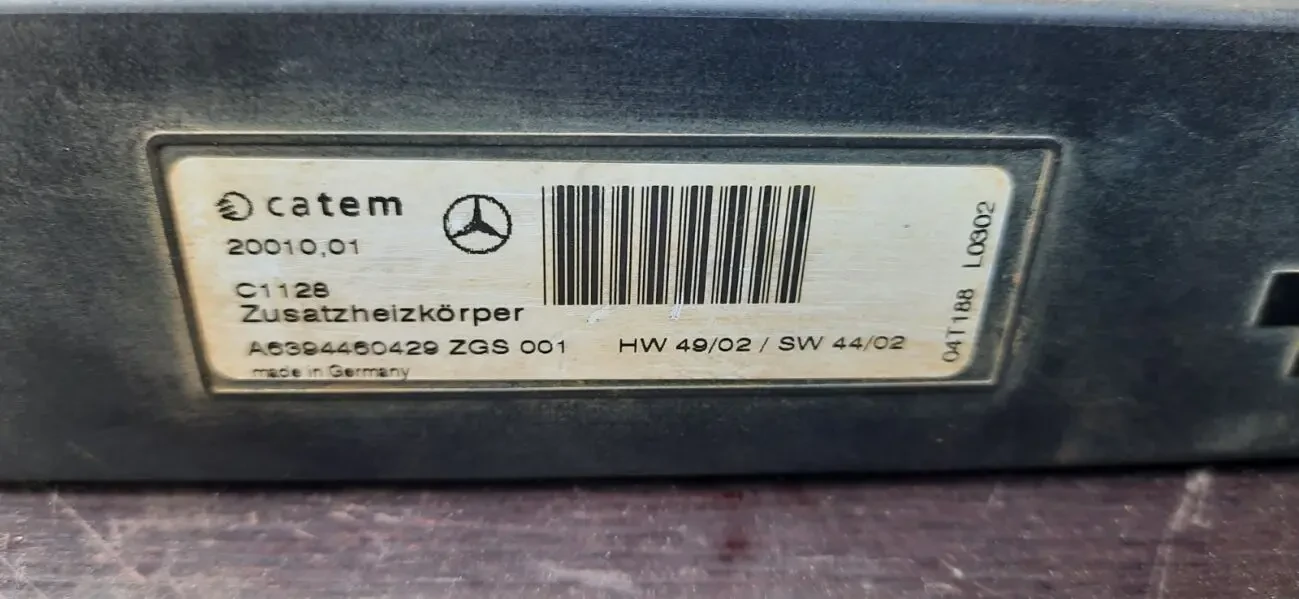 catem
20010,01
C1128
Zusatzheizkörper
A6394460429 ZGS 001 HW 49/02 / SW 44/02
made in Germany
04T188 L0302